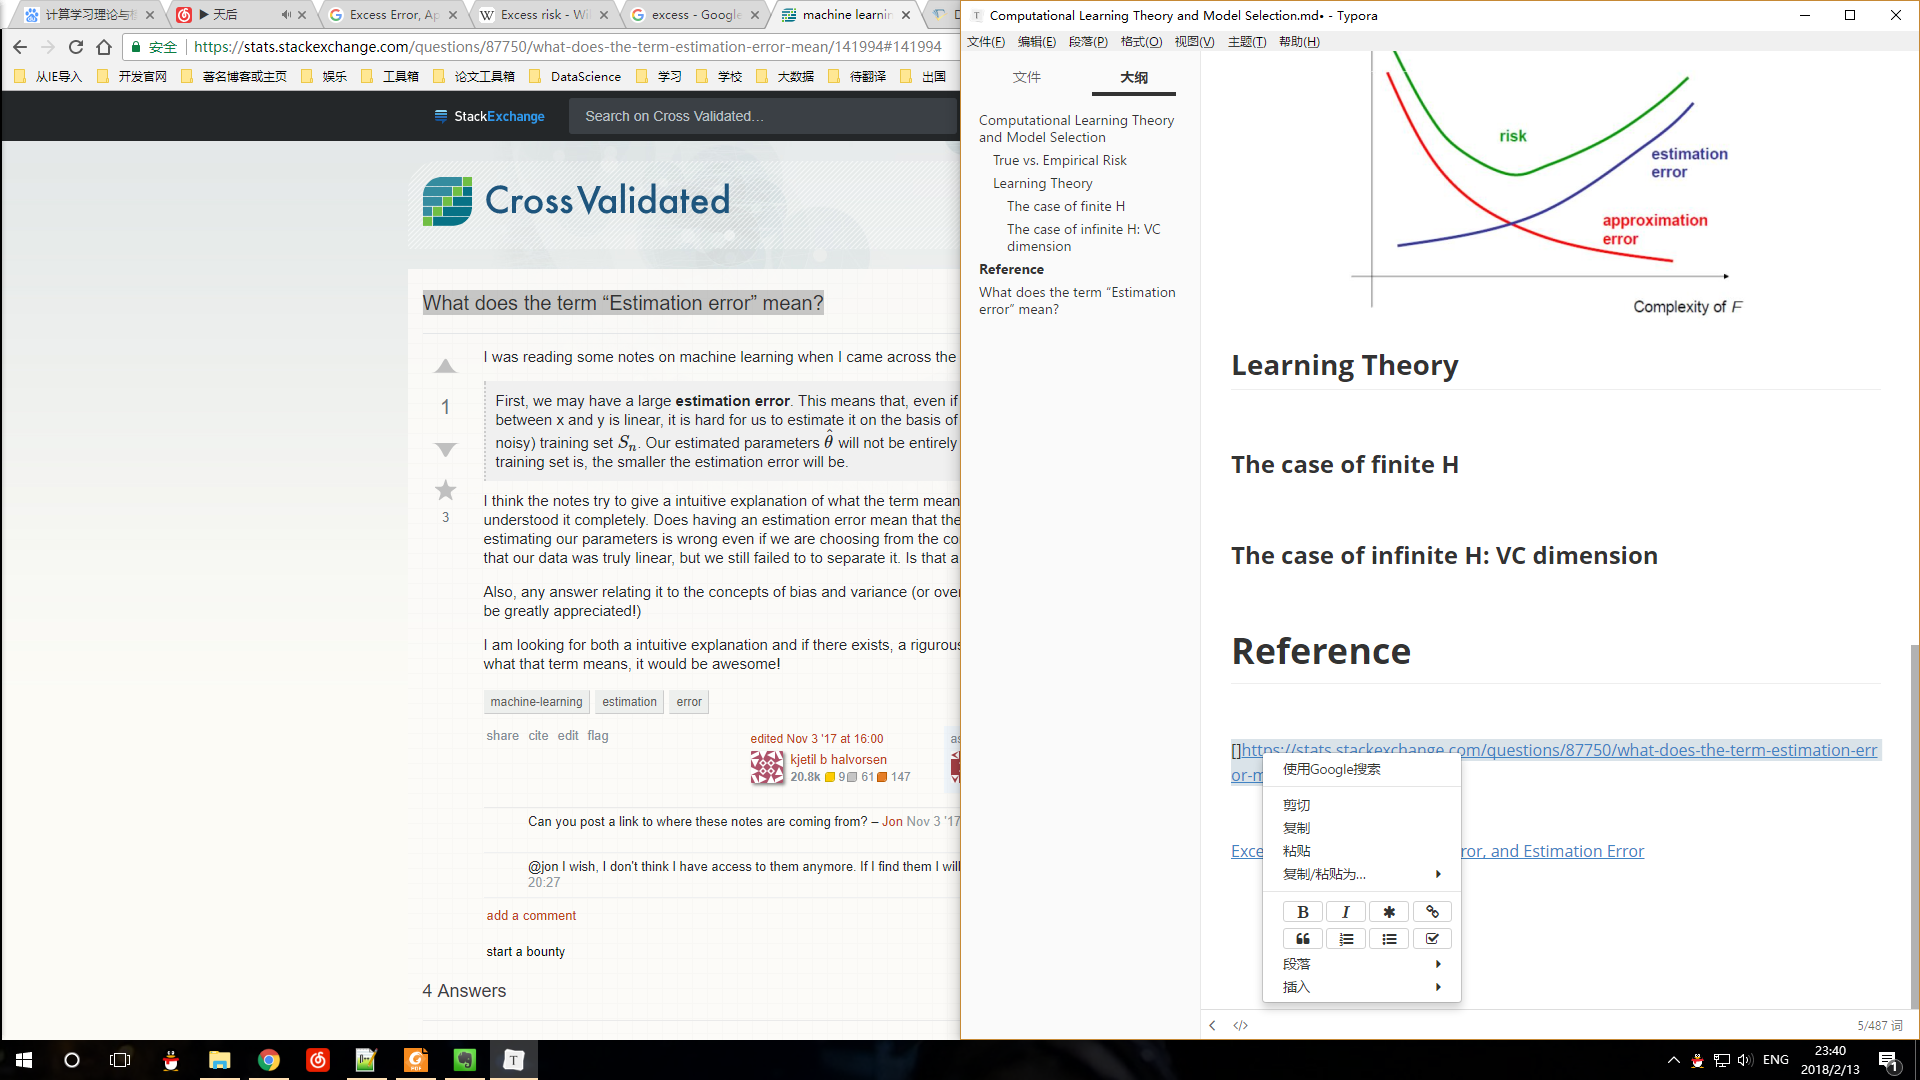 计算学习理论与模
▶ 天后
Excess Error, Ap
Excess risk - Wi
excess - Google
machine learnin
Computational Learning Theory and Model Selection.md• - Typora
安全
https://stats.stackexchange.com/questions/87750/what-does-the-term-estimation-error-mean/141994#141994
文件(F) 编辑(E) 段落(P) 格式(O) 视图(V) 主题(T) 帮助(H)
从IE导入 开发官网 著名博客或主页 娱乐 工具箱 论文工具箱 DataScience 学习 学校 大数据 待翻译 出国
StackExchange
Search on Cross Validated…
CrossValidated
What does the term “Estimation error” mean?
I was reading some notes on machine learning when I came across the
1
First, we may have a large estimation error. This means that, even if
between x and y is linear, it is hard for us to estimate it on the basis of
noisy) training set Sn. Our estimated parameters θ̂ will not be entirely
training set is, the smaller the estimation error will be.
3
I think the notes try to give a intuitive explanation of what the term mean
understood it completely. Does having an estimation error mean that the
estimating our parameters is wrong even if we are choosing from the co
that our data was truly linear, but we still failed to to separate it. Is that a
Also, any answer relating it to the concepts of bias and variance (or over
be greatly appreciated!)
I am looking for both a intuitive explanation and if there exists, a rigurous
what that term means, it would be awesome!
machine-learning estimation error
share cite edit flag
edited Nov 3 '17 at 16:00
kjetil b halvorsen
20.8k 9 61 147
as
Can you post a link to where these notes are coming from? – Jon Nov 3 '17
@jon I wish, I don't think I have access to them anymore. If I find them I will
20:27
add a comment
start a bounty
4 Answers
文件
大纲
Computational Learning Theory
and Model Selection
True vs. Empirical Risk
Learning Theory
The case of finite H
The case of infinite H: VC
dimension
Reference
What does the term “Estimation
error” mean?
risk
estimation
error
approximation
error
Complexity of F
Learning Theory
The case of finite H
The case of infinite H: VC dimension
Reference
[]https://stats.stackexchange.com/questions/87750/what-does-the-term-estimation-err
or-m
使用Google搜索
剪切
复制
粘贴
复制/粘贴为...
B I
段落
插入
Exce
ror, and Estimation Error
5/487 词
ENG
23:40
2018/2/13
1